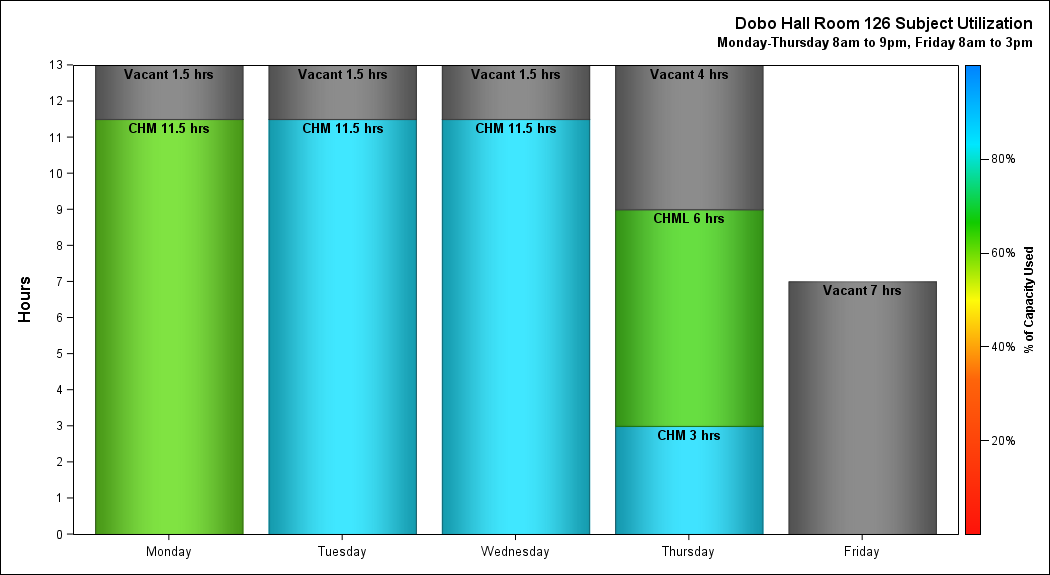 Dobo Hall Room 126 Subject Utilization
Monday-Thursday 8am to 9pm, Friday 8am to 3pm
Hours
13
12
11
10
9
8
7
6
5
4
3
2
1
0
Vacant 1.5 hrs
CHM 11.5 hrs
Vacant 1.5 hrs
CHM 11.5 hrs
Vacant 1.5 hrs
CHM 11.5 hrs
Vacant 4 hrs
CHML 6 hrs
CHM 3 hrs
Vacant 7 hrs
Monday
Tuesday
Wednesday
Thursday
Friday
80%
60%
40%
20%
% of Capacity Used